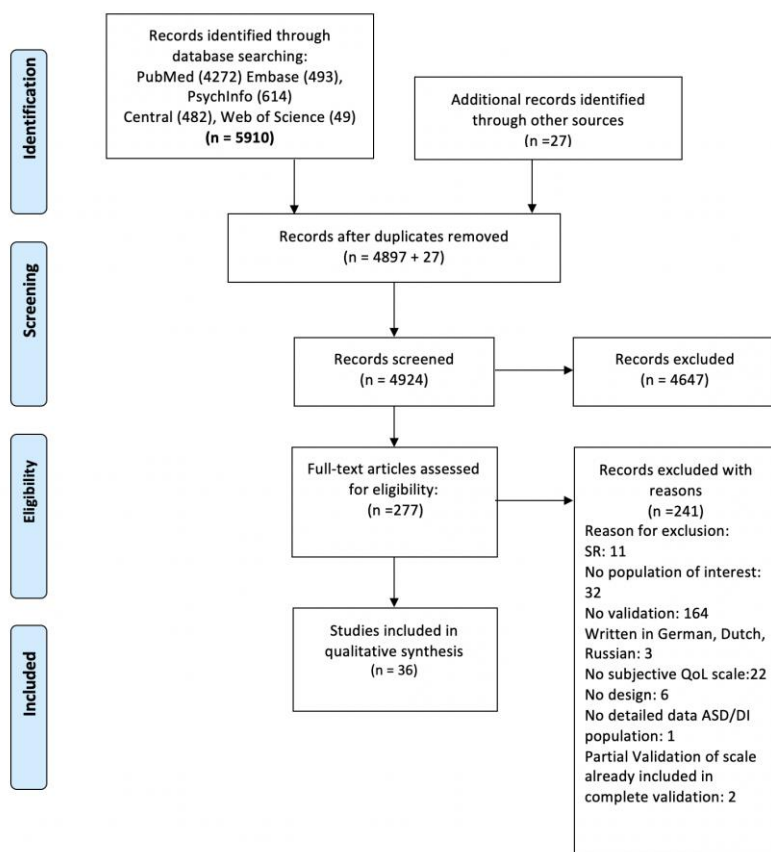 Identification
Records identified through
database searching:
PubMed (4272) Embase (493),
PsychInfo (614)
Central (482), Web of Science (49)
(n = 5910)
Additional records identified
through other sources
(n =27)
Records after duplicates removed
(n = 4897 + 27)
Screening
Records screened
(n = 4924)
Records excluded
(n = 4647)
Eligibility
Full-text articles assessed
for eligibility:
(n =277)
Records excluded with
reasons
(n =241)
Reason for exclusion:
SR: 11
No population of interest:
32
No validation: 164
Written in German, Dutch,
Russian: 3
No subjective QoL scale:22
No design: 6
No detailed data ASD/DI
population: 1
Partial Validation of scale
already included in
complete validation: 2
Included
Studies included in
qualitative synthesis
(n = 36)